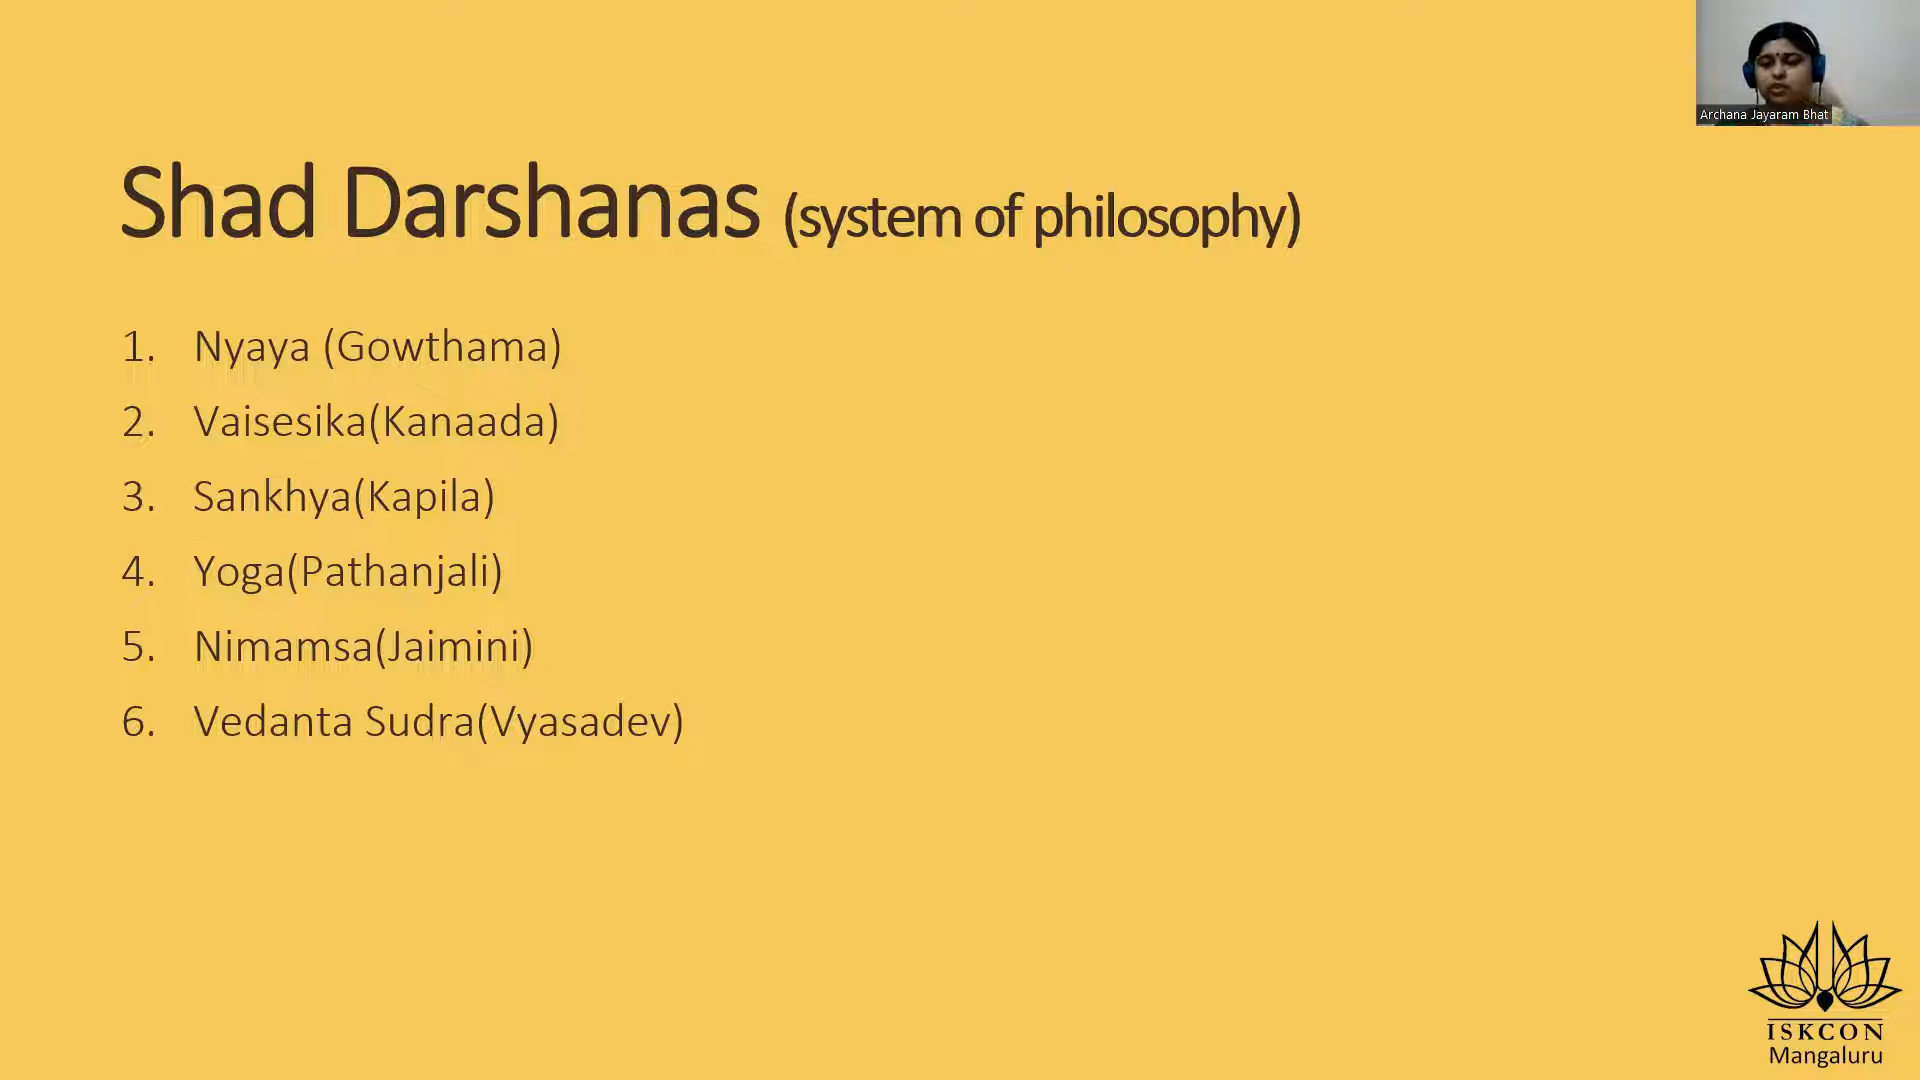 Archana Jayaram Bhat
Shad Darshanas (system of philosophy)
1. Nyaya (Gowthama)
2. Vaisesika(Kanaada)
3. Sankhya(Kapila)
4. Yoga(Pathanjali)
5. Nimamsa(Jaimini)
6. Vedanta Sudra(Vyasadev)
ISKCON
Mangaluru